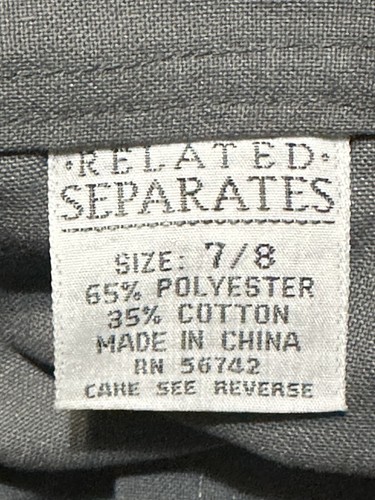 ·RELATED·
SEPARATES
SIZE: 7/8
65% POLYESTER
35% COTTON
MADE IN CHINA
RN 56742
CARE SEE REVERSE